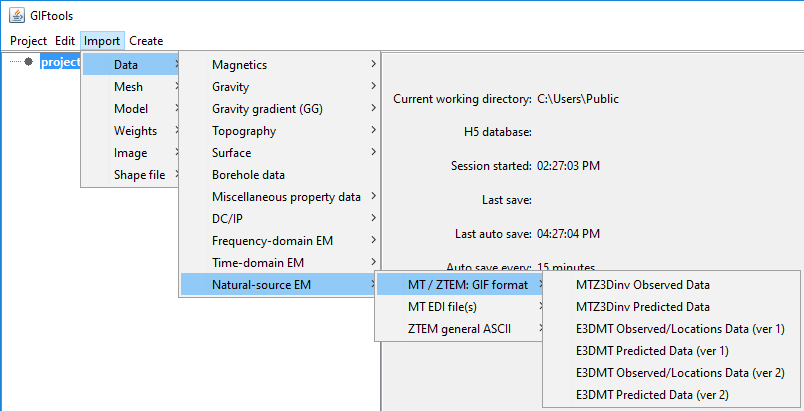 GIFtools
Project Edit Import Create
project
Data
Mesh
Model
Weights
Image
Shape file
Magnetics
Gravity
Gravity gradient (GG)
Topography
Surface
Borehole data
Miscellaneous property data
DC/IP
Frequency-domain EM
Time-domain EM
Natural-source EM
Current working directory: C:\Users\Public
H5 database:
Session started: 02:27:03 PM
Last save:
Last auto save: 04:27:04 PM
Auto save every: 15 minutes
MT / ZTEM: GIF format
MT EDI file(s)
ZTEM general ASCII
MTZ3Dinv Observed Data
MTZ3Dinv Predicted Data
E3DMT Observed/Locations Data (ver 1)
E3DMT Predicted Data (ver 1)
E3DMT Observed/Locations Data (ver 2)
E3DMT Predicted Data (ver 2)